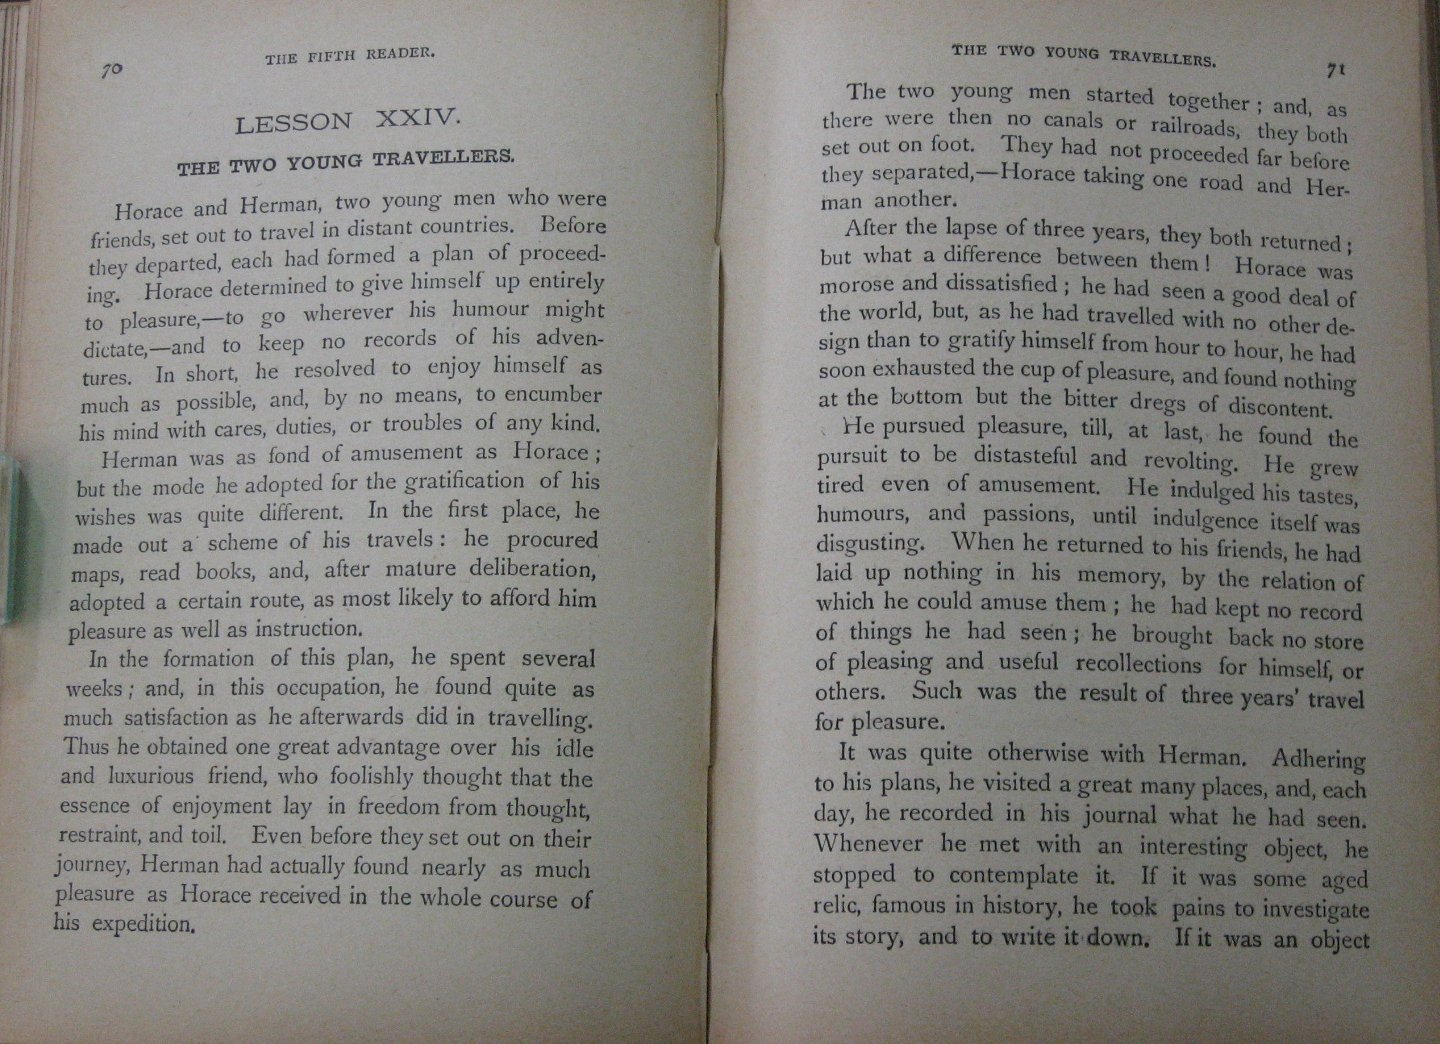 70
THE FIFTH READER.
LESSON XXIV.
THE TWO YOUNG TRAVELLERS.
Horace and Herman, two young men who were
friends, set out to travel in distant countries. Before
they departed, each had formed a plan of proceed-
ing. Horace determined to give himself up entirely
to pleasure,—to go wherever his humour might
dictate,—and to keep no records of his adven-
tures. In short, he resolved to enjoy himself as
much as possible, and, by no means, to encumber
his mind with cares, duties, or troubles of any kind.
Herman was as fond of amusement as Horace ;
but the mode he adopted for the gratification of his
wishes was quite different. In the first place, he
made out a scheme of his travels : he procured
maps, read books, and, after mature deliberation,
adopted a certain route, as most likely to afford him
pleasure as well as instruction.
In the formation of this plan, he spent several
weeks ; and, in this occupation, he found quite as
much satisfaction as he afterwards did in travelling.
Thus he obtained one great advantage over his idle
and luxurious friend, who foolishly thought that the
essence of enjoyment lay in freedom from thought,
restraint, and toil. Even before they set out on their
journey, Herman had actually found nearly as much
pleasure as Horace received in the whole course of
his expedition.
THE TWO YOUNG TRAVELLERS.
71
The two young men started together ; and, as
there were then no canals or railroads, they both
set out on foot. They had not proceeded far before
they separated,—Horace taking one road and Her-
man another.
After the lapse of three years, they both returned ;
but what a difference between them ! Horace was
morose and dissatisfied ; he had seen a good deal of
the world, but, as he had travelled with no other de-
sign than to gratify himself from hour to hour, he had
soon exhausted the cup of pleasure, and found nothing
at the bottom but the bitter dregs of discontent.
He pursued pleasure, till, at last, he found the
pursuit to be distasteful and revolting. He grew
tired even of amusement. He indulged his tastes,
humours, and passions, until indulgence itself was
disgusting. When he returned to his friends, he had
laid up nothing in his memory, by the relation of
which he could amuse them ; he had kept no record
of things he had seen ; he brought back no store
of pleasing and useful recollections for himself, or
others. Such was the result of three years' travel
for pleasure.
It was quite otherwise with Herman. Adhering
to his plans, he visited a great many places, and, each
day, he recorded in his journal what he had seen.
Whenever he met with an interesting object, he
stopped to contemplate it. If it was some aged
relic, famous in history, he took pains to investigate
its story, and to write it down. If it was an object